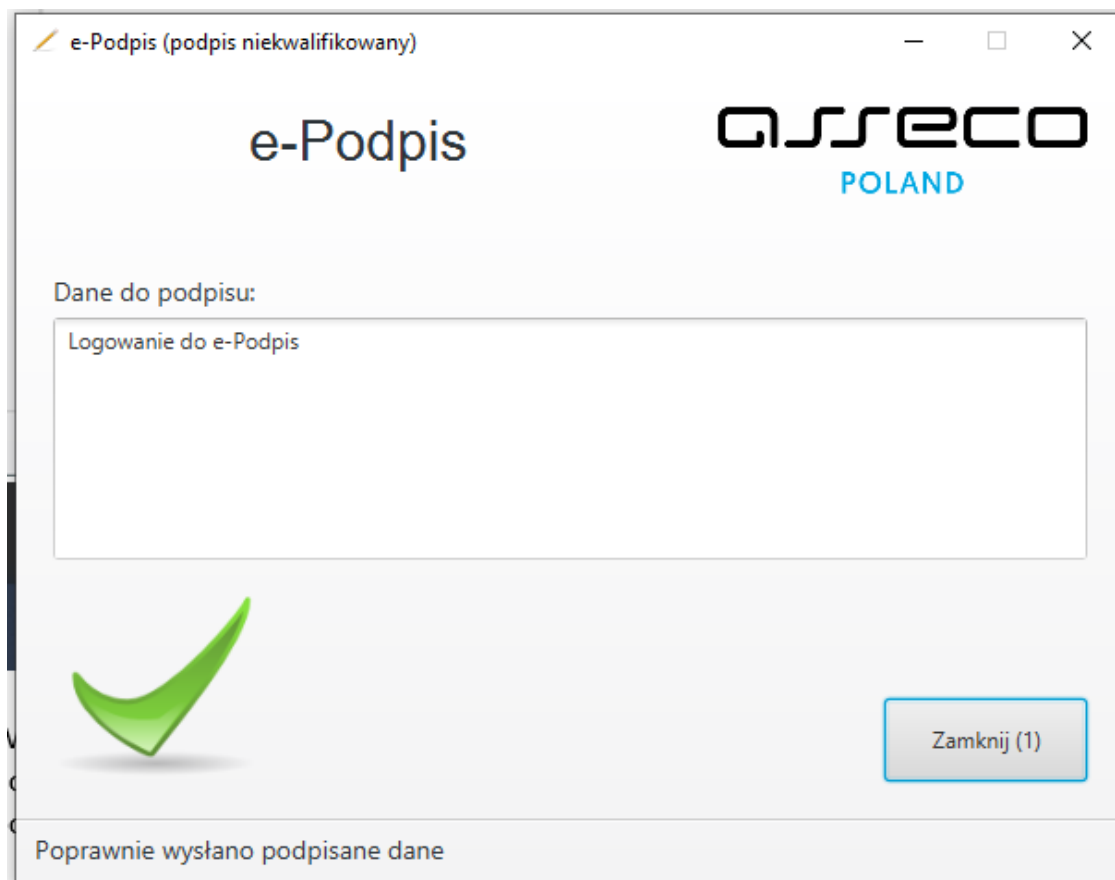 e-Podpis (podpis niekwalifikowany)
e-Podpis
asseco
POLAND
Dane do podpisu:
Logowanie do e-Podpis
Zamknij (1)
Poprawnie wysłano podpisane dane